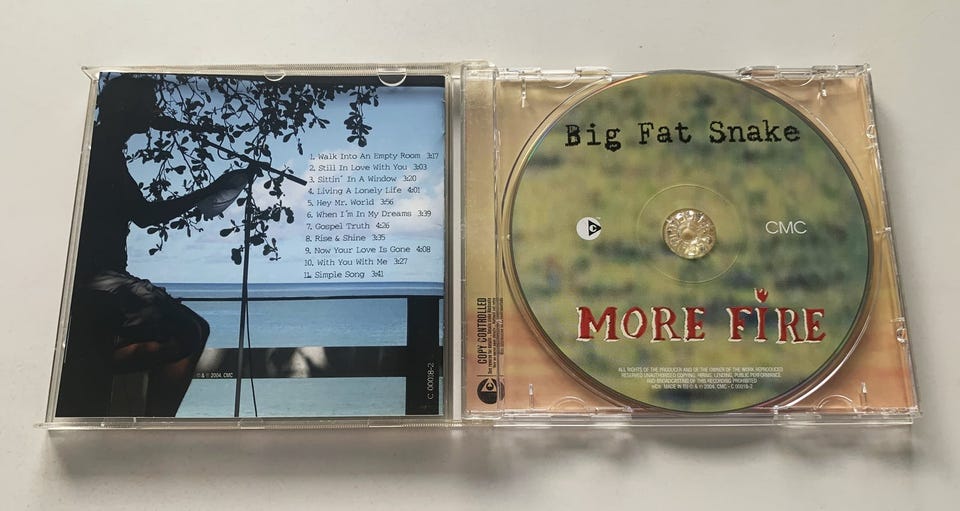 1. Walk Into An Empty Room 3:17
2. Still In Love With You 3:03
3. Sittin´ In A Window 3:20
4. Living A Lonely Life 4:01
5. Hey Mr. World 3:56
6. When I´m In My Dreams 3:39
7. Gospel Truth 4:26
8. Rise & Shine 3:35
9. Now Your Love Is Gone 4:08
10. With You With Me 3:27
11. Simple Song 3:41
℗ & © 2004, CMC
C 00018-2
COPY CONTROLLED
Big Fat Snake
CMC
MORE FIRE
ALL RIGHTS OF THE PRODUCER AND OF THE OWNER OF THE WORK REPRODUCED
RESERVED UNAUTHORISED COPYING, HIRING, LENDING, PUBLIC PERFORMANCE
AND BROADCASTING OF THIS RECORDING PROHIBITED
NCB: MADE IN EU ℗ & © 2004, CMC - C 00018-2